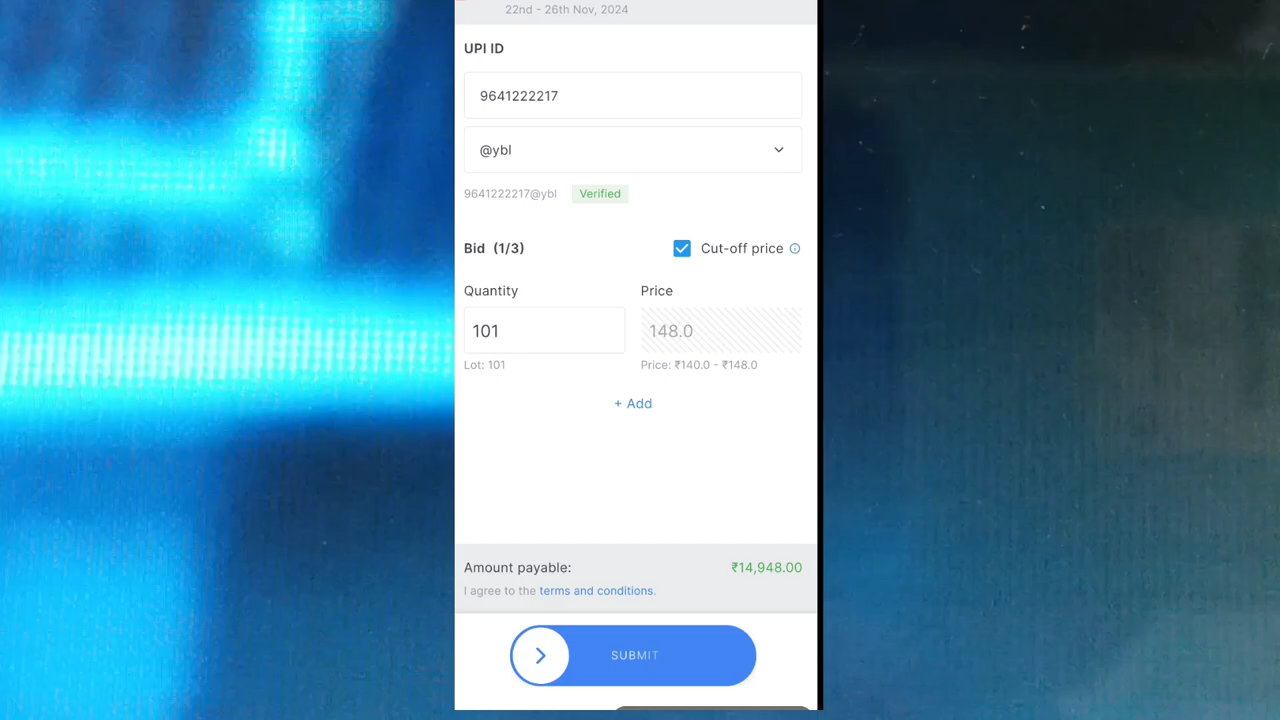 22nd - 26th Nov, 2024
UPI ID
9641222217
@ybl
9641222217@ybl Verified
Bid (1/3) Cut-off price
Quantity Price
101 148.0
Lot: 101 Price: ₹140.0 - ₹148.0
+ Add
Amount payable: ₹14,948.00
I agree to the terms and conditions.
SUBMIT